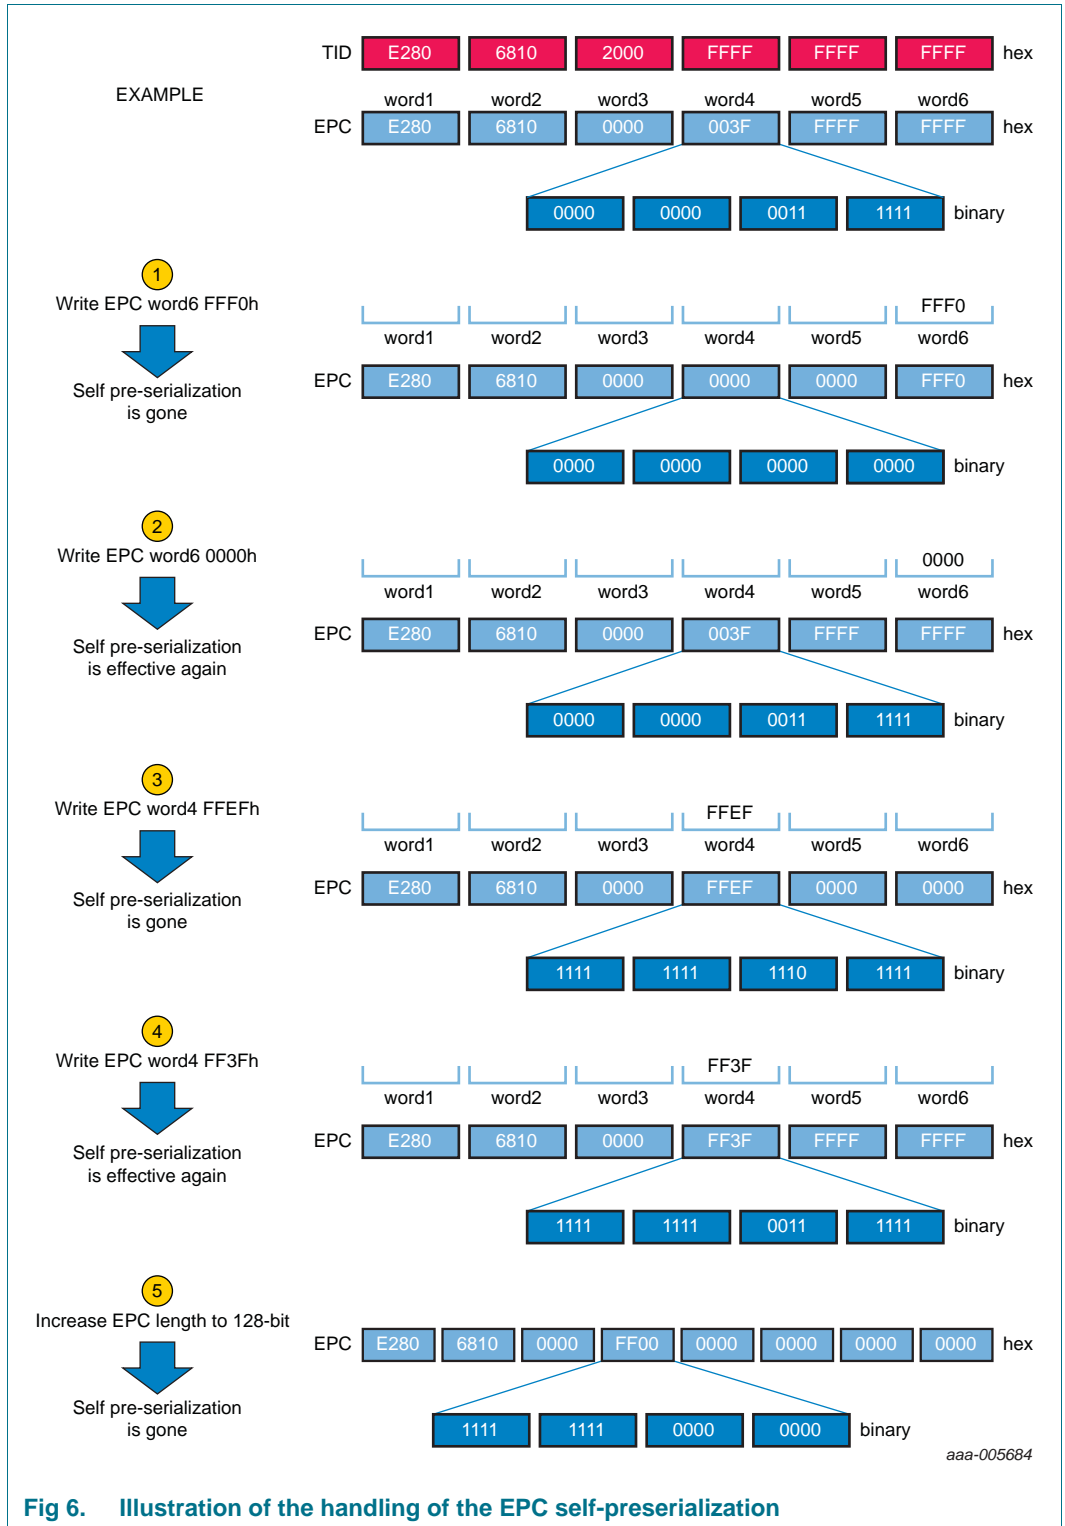 TID E280 6810 2000 FFFF FFFF FFFF hex
EXAMPLE
word1 word2 word3 word4 word5 word6
EPC E280 6810 0000 003F FFFF FFFF hex
0000 0000 0011 1111 binary
1
Write EPC word6 FFF0h
FFF0
word1 word2 word3 word4 word5 word6
EPC E280 6810 0000 0000 0000 FFF0 hex
Self pre-serialization
is gone
0000 0000 0000 0000 binary
2
Write EPC word6 0000h
0000
word1 word2 word3 word4 word5 word6
EPC E280 6810 0000 003F FFFF FFFF hex
Self pre-serialization
is effective again
0000 0000 0011 1111 binary
3
Write EPC word4 FFEFh
FFEF
word1 word2 word3 word4 word5 word6
EPC E280 6810 0000 FFEF 0000 0000 hex
Self pre-serialization
is gone
1111 1111 1110 1111 binary
4
Write EPC word4 FF3Fh
FF3F
word1 word2 word3 word4 word5 word6
EPC E280 6810 0000 FF3F FFFF FFFF hex
Self pre-serialization
is effective again
1111 1111 0011 1111 binary
5
Increase EPC length to 128-bit
EPC E280 6810 0000 FF00 0000 0000 0000 0000 hex
Self pre-serialization
is gone
1111 1111 0000 0000 binary
aaa-005684
Fig 6. Illustration of the handling of the EPC self-preserialization